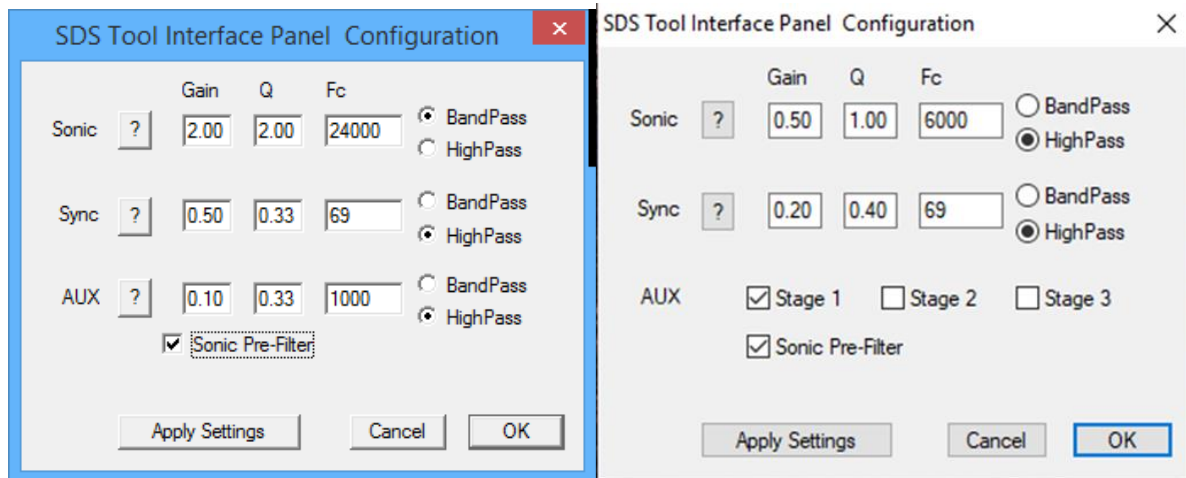 SDS Tool Interface Panel Configuration
Gain Q Fc
Sonic ? 2.00 2.00 24000 BandPass
HighPass
Sync ? 0.50 0.33 69 BandPass
HighPass
AUX ? 0.10 0.33 1000 BandPass
HighPass
Sonic Pre-Filter
Apply Settings Cancel OK
SDS Tool Interface Panel Configuration
Gain Q Fc
Sonic ? 0.50 1.00 6000 BandPass
HighPass
Sync ? 0.20 0.40 69 BandPass
HighPass
AUX Stage 1 Stage 2 Stage 3
Sonic Pre-Filter
Apply Settings Cancel OK